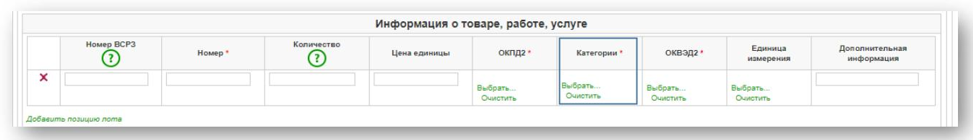 Информация о товаре, работе, услуге
Номер ВСРЗ ? Номер * Количество ? Цена единицы ОКПД2 * Категории * ОКВЭД2 * Единица измерения Дополнительная информация
Выбрать... Выбрать... Выбрать... Выбрать...
Очистить Очистить Очистить Очистить
Добавить позицию лота